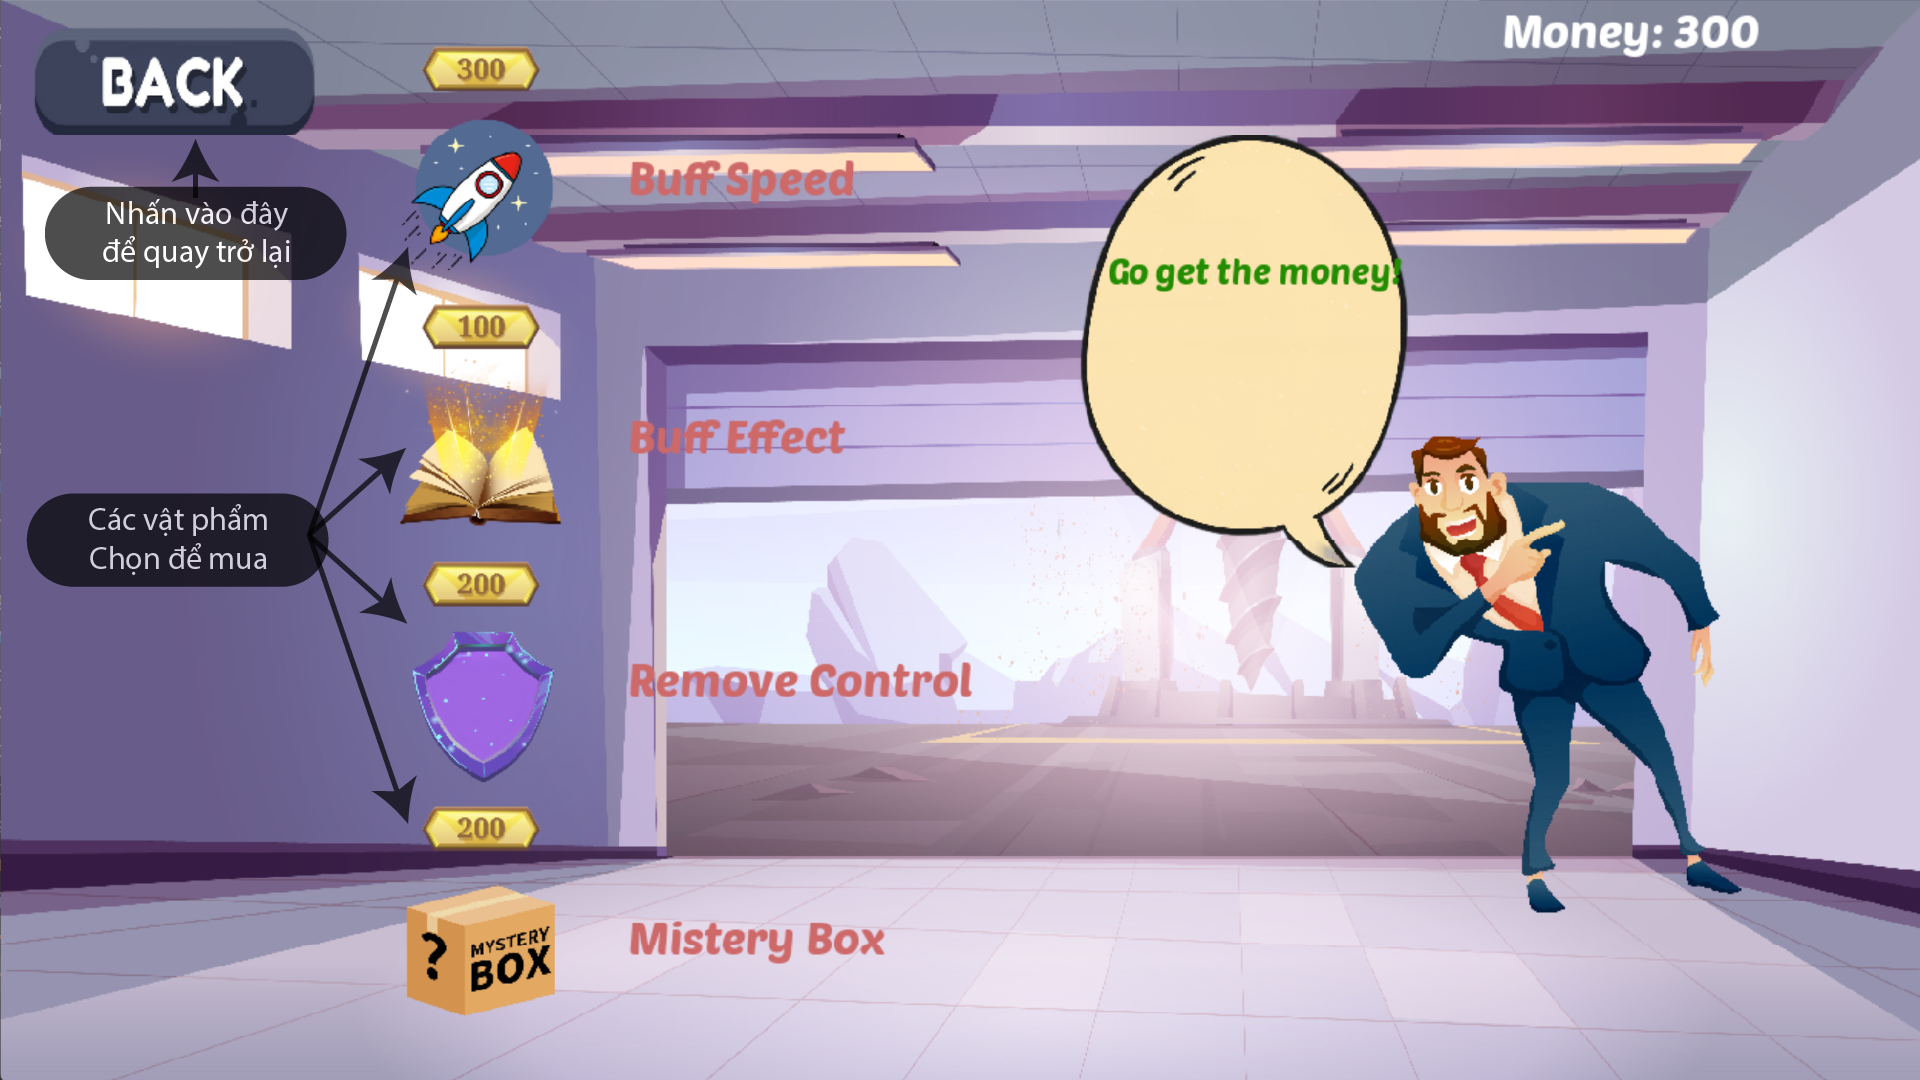 BACK
Money: 300
300
Buff Speed
Nhấn vào đây
để quay trở lại
Go get the money!
100
Buff Effect
Các vật phẩm
Chọn để mua
200
Remove Control
200
Mistery Box
?
MYSTERY
BOX